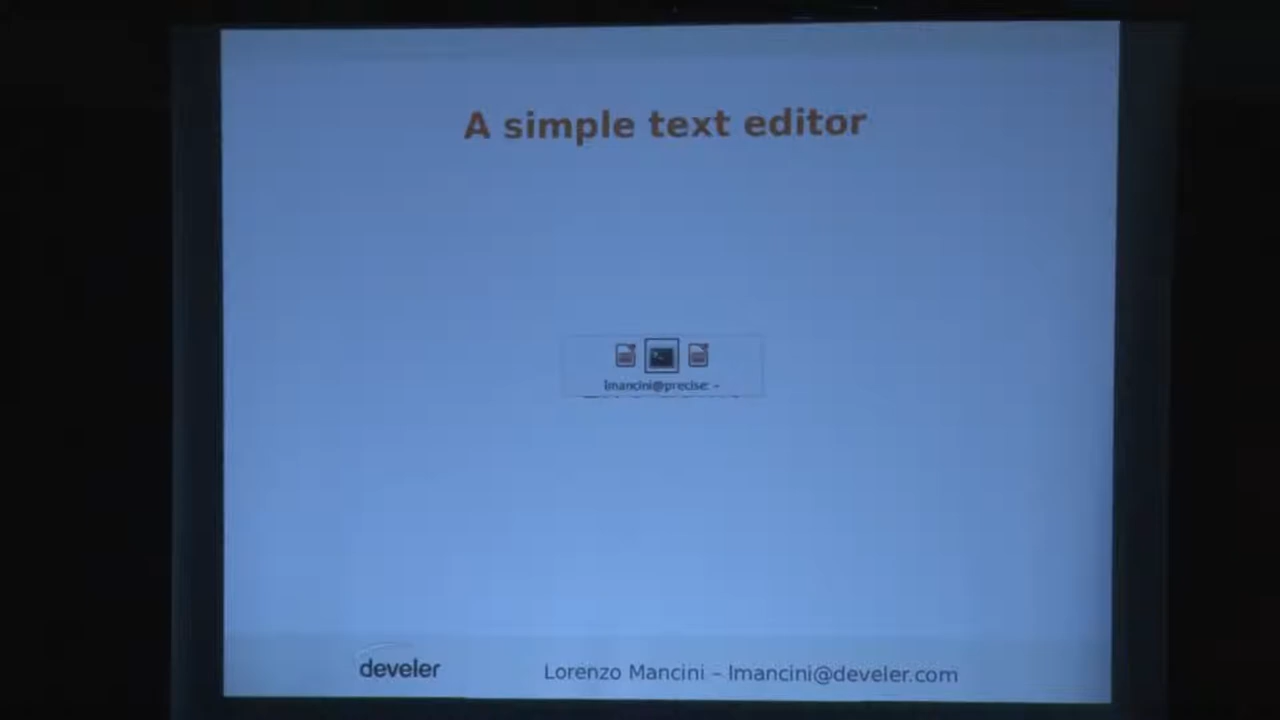 A simple text editor
lmancini@precise: ~
develer
Lorenzo Mancini – lmancini@develer.com